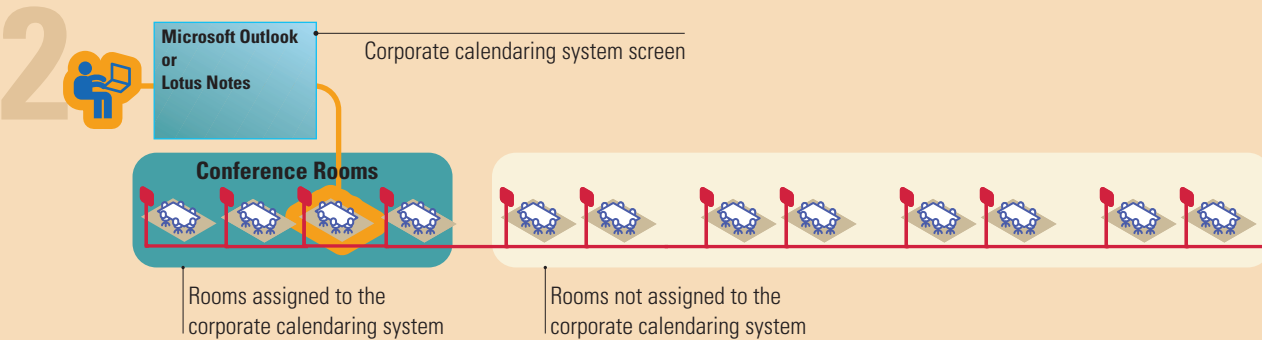 2
Microsoft Outlook
or
Lotus Notes
Corporate calendaring system screen
Conference Rooms
Rooms assigned to the
corporate calendaring system
Rooms not assigned to the
corporate calendaring system